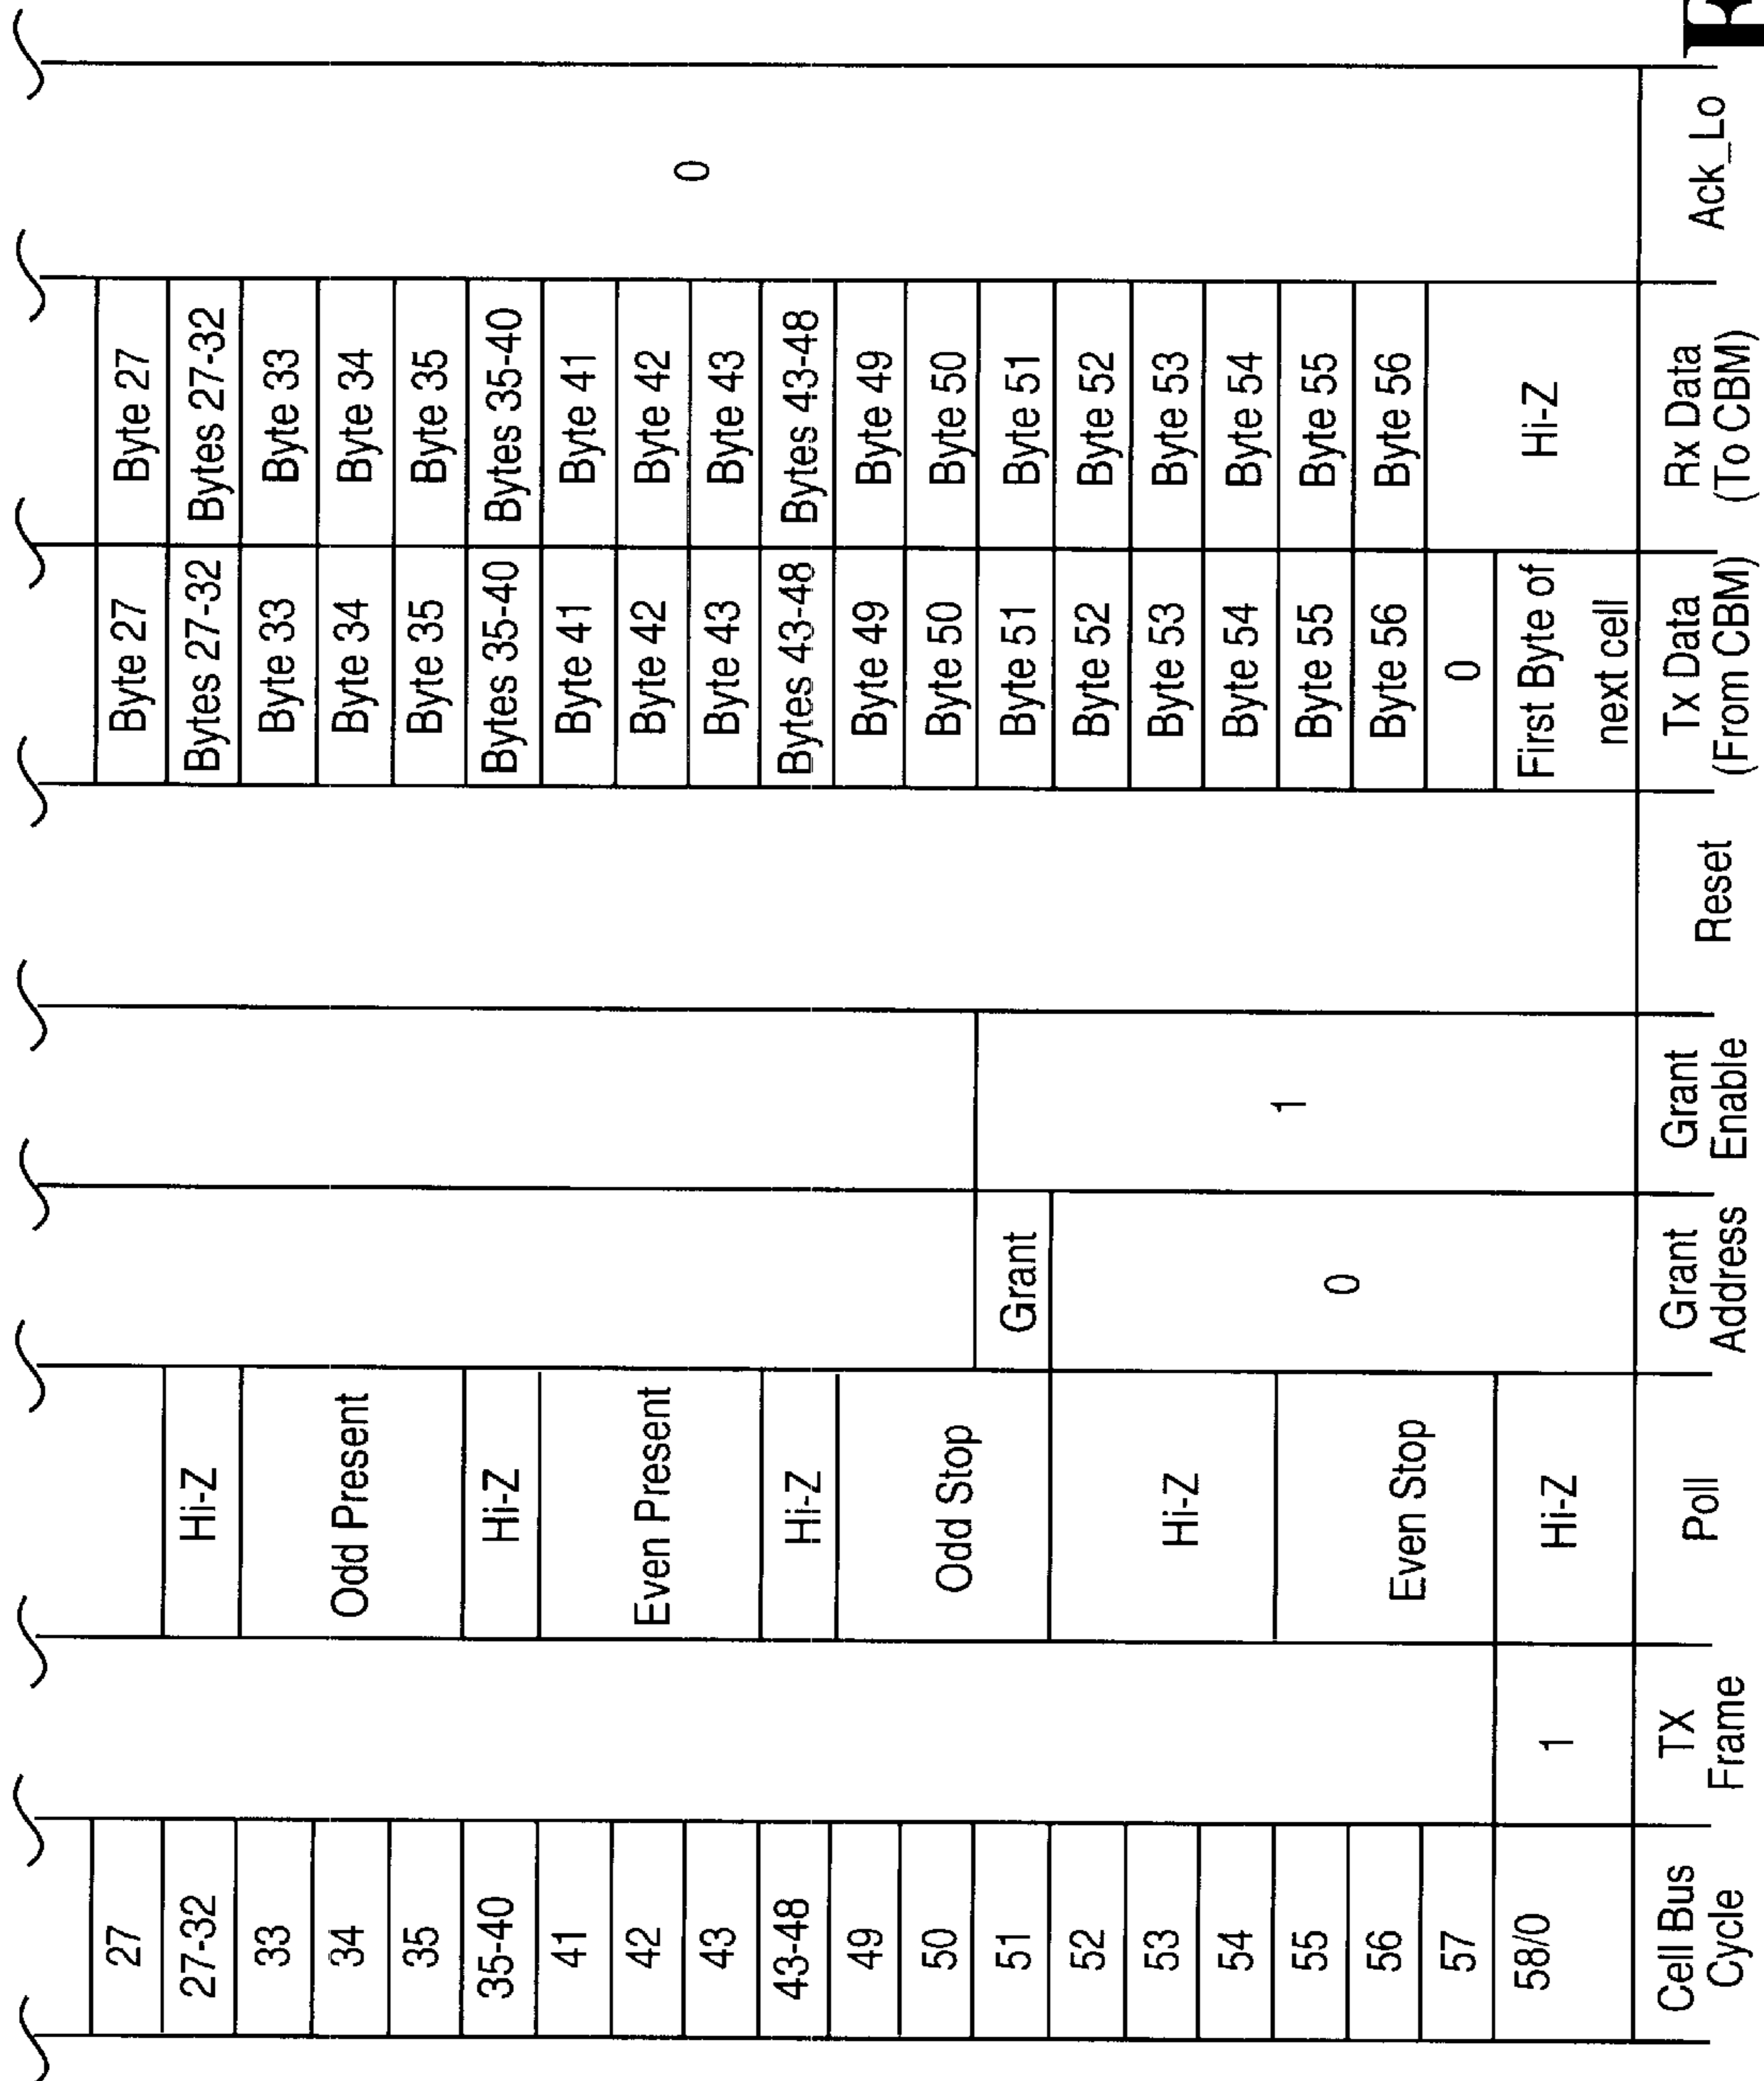 Cell Bus
Cycle
27
27-32
33
34
35
35-40
41
42
43
43-48
49
50
51
52
53
54
55
56
57
58/0
TX
Frame
1
Poll
Hi-Z
Odd Present
Hi-Z
Even Present
Hi-Z
Odd Stop
Hi-Z
Even Stop
Hi-Z
Grant
Address
Grant
0
Grant
Enable
1
Reset
Tx Data
(From CBM)
Byte 27
Bytes 27-32
Byte 33
Byte 34
Byte 35
Bytes 35-40
Byte 41
Byte 42
Byte 43
Bytes 43-48
Byte 49
Byte 50
Byte 51
Byte 52
Byte 53
Byte 54
Byte 55
Byte 56
0
First Byte of
next cell
Rx Data
(To CBM)
Byte 27
Bytes 27-32
Byte 33
Byte 34
Byte 35
Bytes 35-40
Byte 41
Byte 42
Byte 43
Bytes 43-48
Byte 49
Byte 50
Byte 51
Byte 52
Byte 53
Byte 54
Byte 55
Byte 56
Hi-Z
Ack_Lo
0